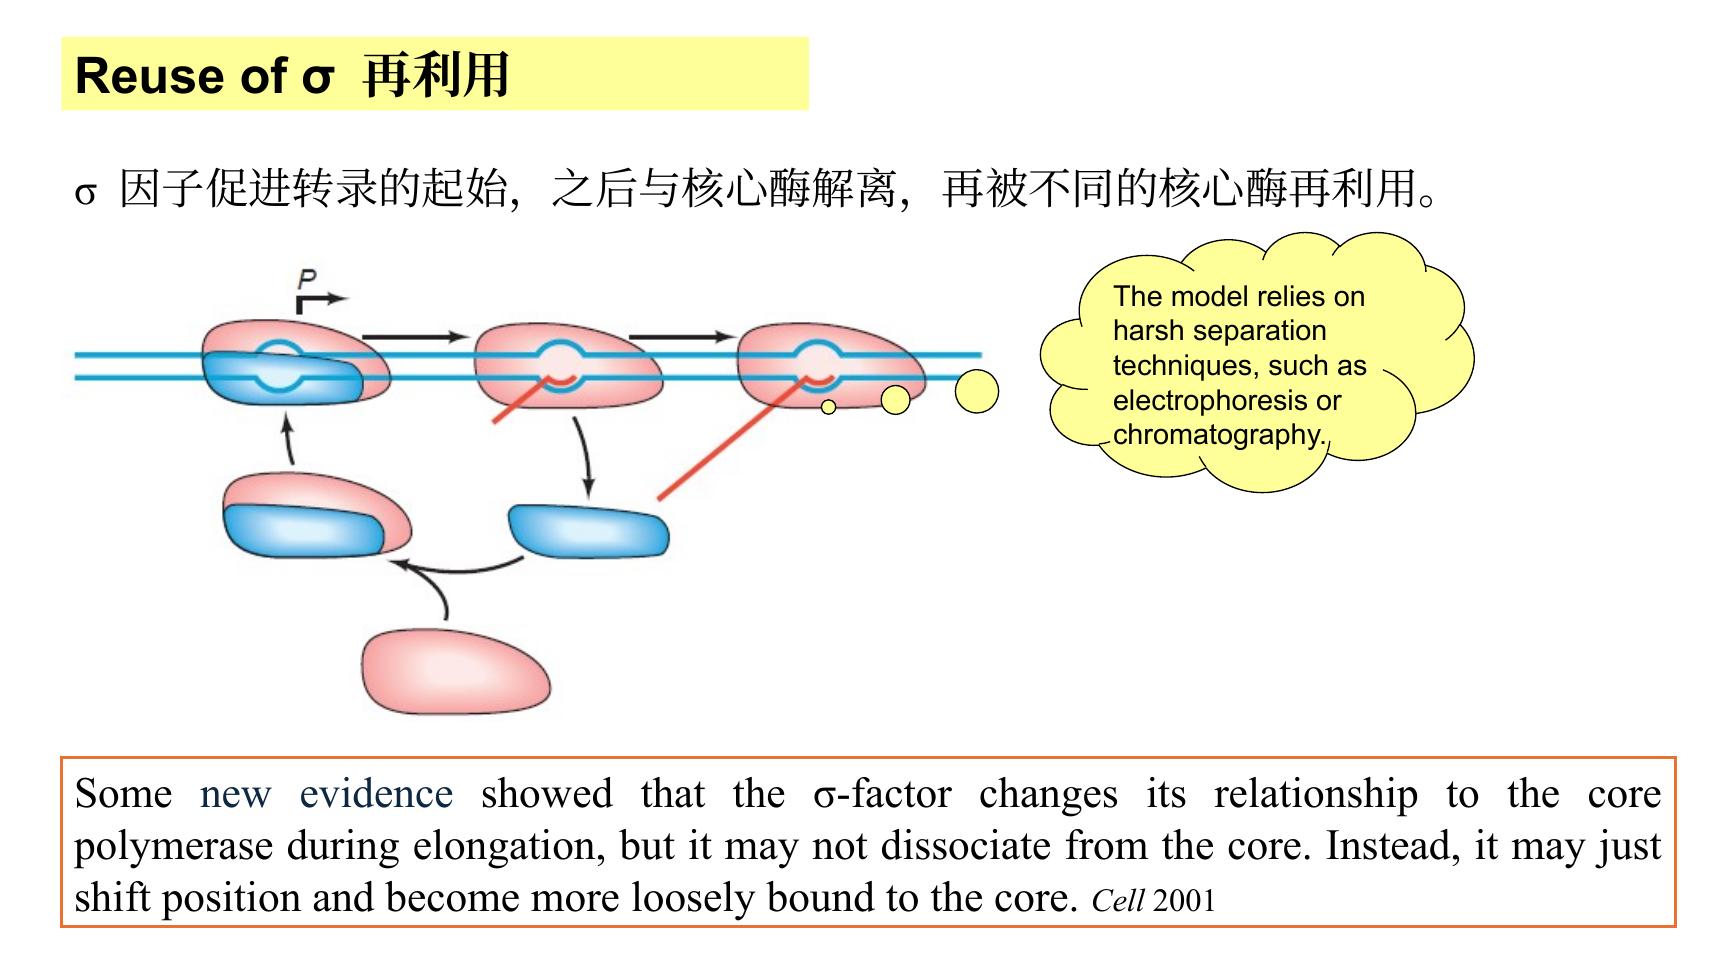 Reuse of σ 再利用
σ 因子促进转录的起始，之后与核心酶解离，再被不同的核心酶再利用。
P
The model relies on
harsh separation
techniques, such as
electrophoresis or
chromatography.
Some new evidence showed that the σ-factor changes its relationship to the core
polymerase during elongation, but it may not dissociate from the core. Instead, it may just
shift position and become more loosely bound to the core. Cell 2001